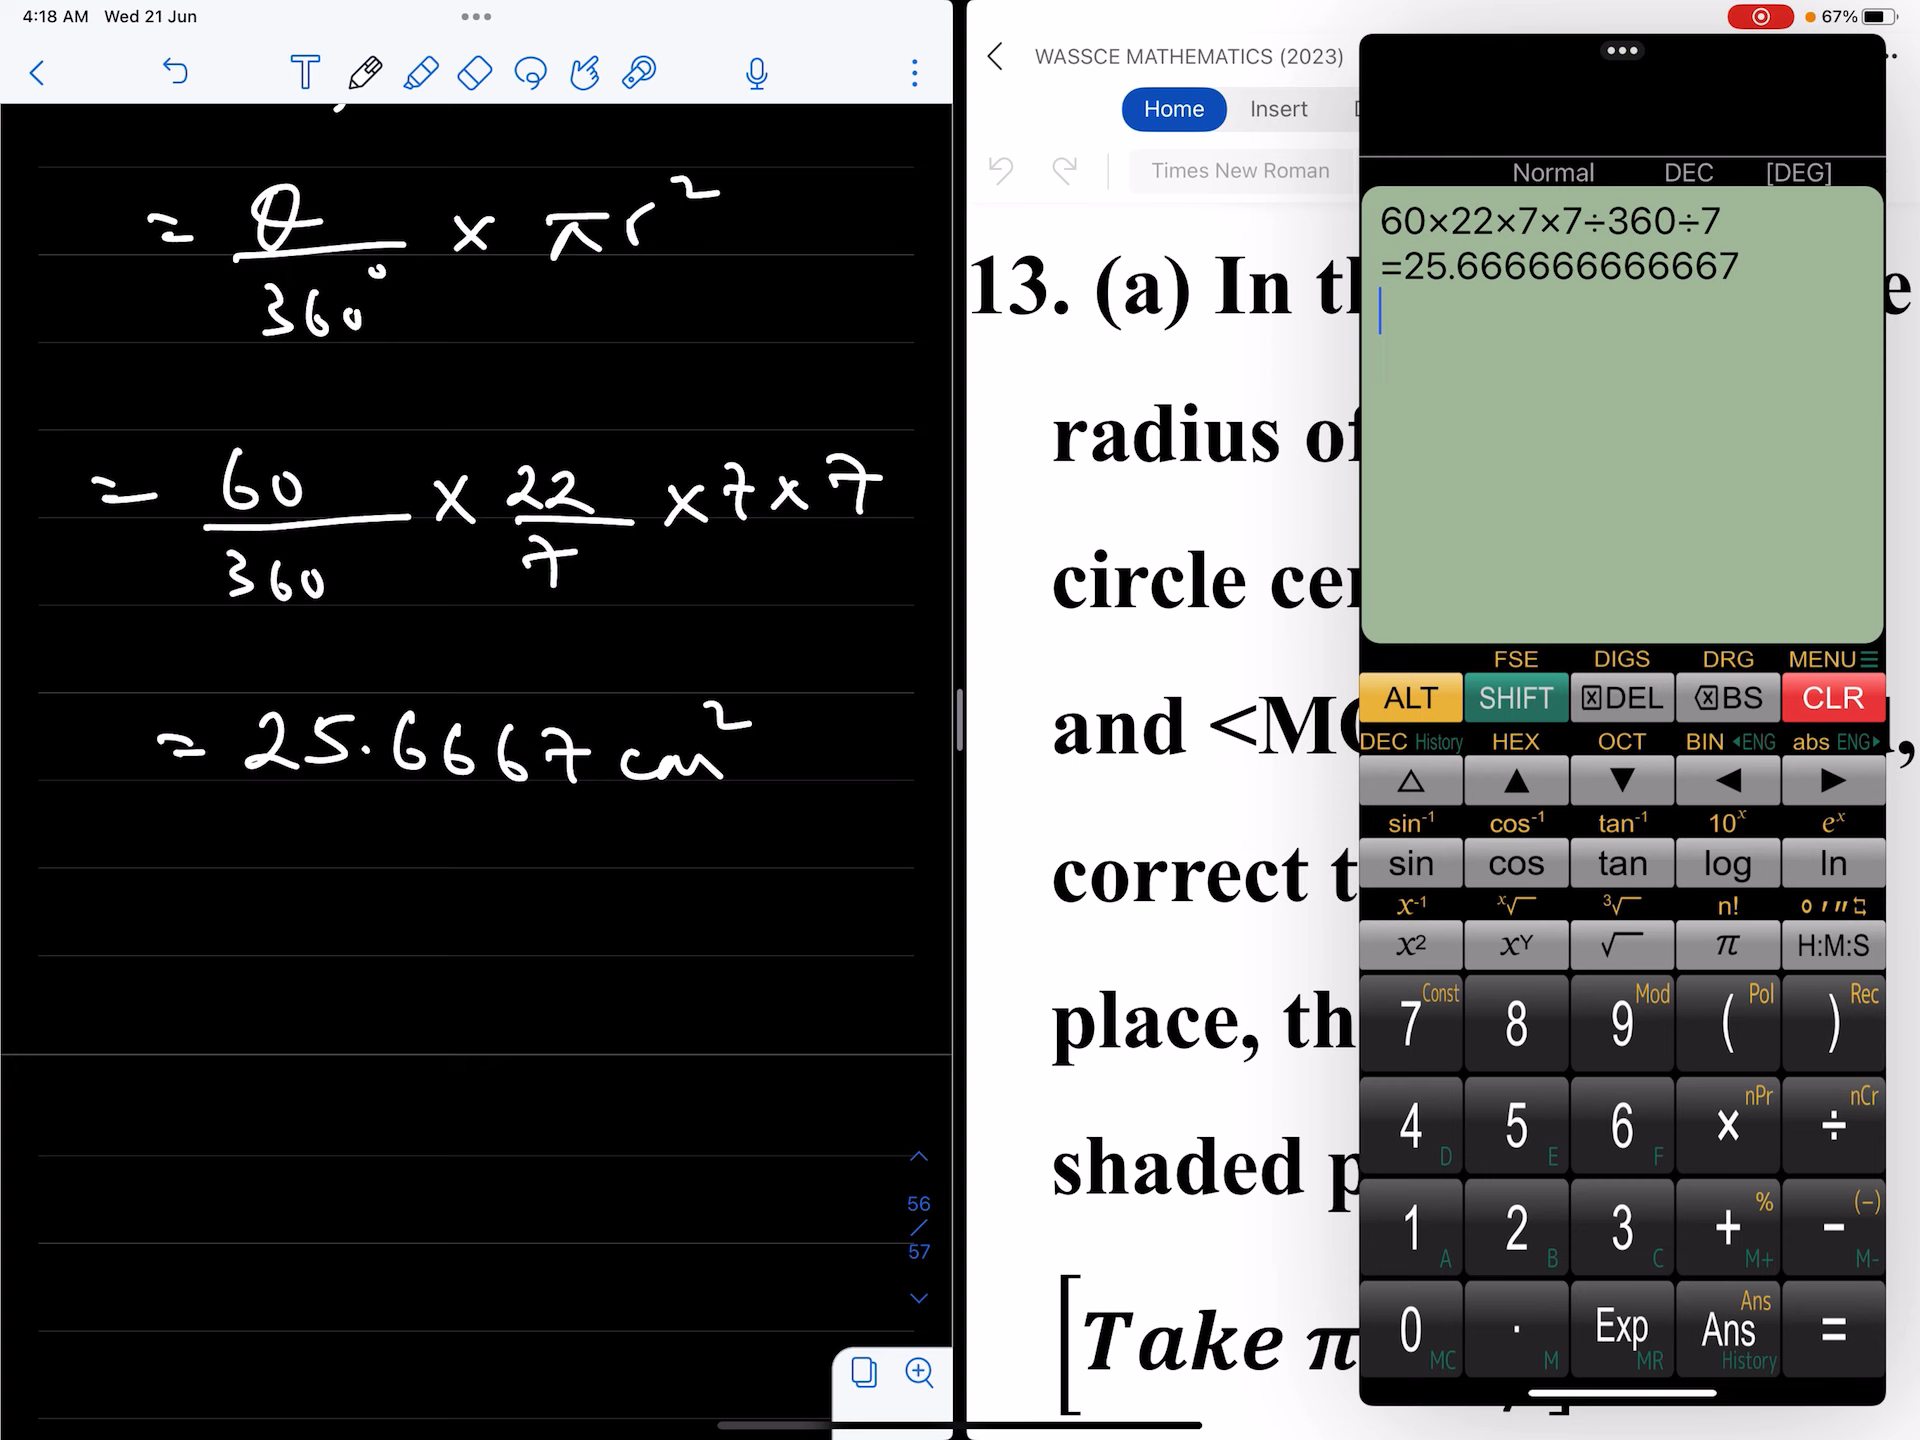 4:18 AM Wed 21 Jun
67%
T
= θ/360° × πr²
= 60/360 × 22/7 × 7 × 7
= 25.6667 cm²
56
/
57
WASSCE MATHEMATICS (2023)
Home Insert
Times New Roman
13. (a) In
e
radius
circle
and
,
correct
place,
shaded
[Take π
]
Normal DEC [DEG]
60×22×7×7÷360÷7
=25.666666666667
FSE DIGS DRG MENU
ALT SHIFT DEL BS CLR
DEC History HEX OCT BIN ◂ENG abs ENG▸
△ ▲ ▼ ◀ ▶
sin⁻¹ cos⁻¹ tan⁻¹ 10ˣ eˣ
sin cos tan log ln
x⁻¹ ˣ√ ³√ n! ° ′ ″
x² xʸ √ π H:M:S
Const Mod Pol Rec
7 8 9 ( )
nPr nCr
4 5 6 × ÷
D E F
% (−)
1 2 3 + −
A B C M+ M-
Ans
0 . Exp Ans =
MC M MR History